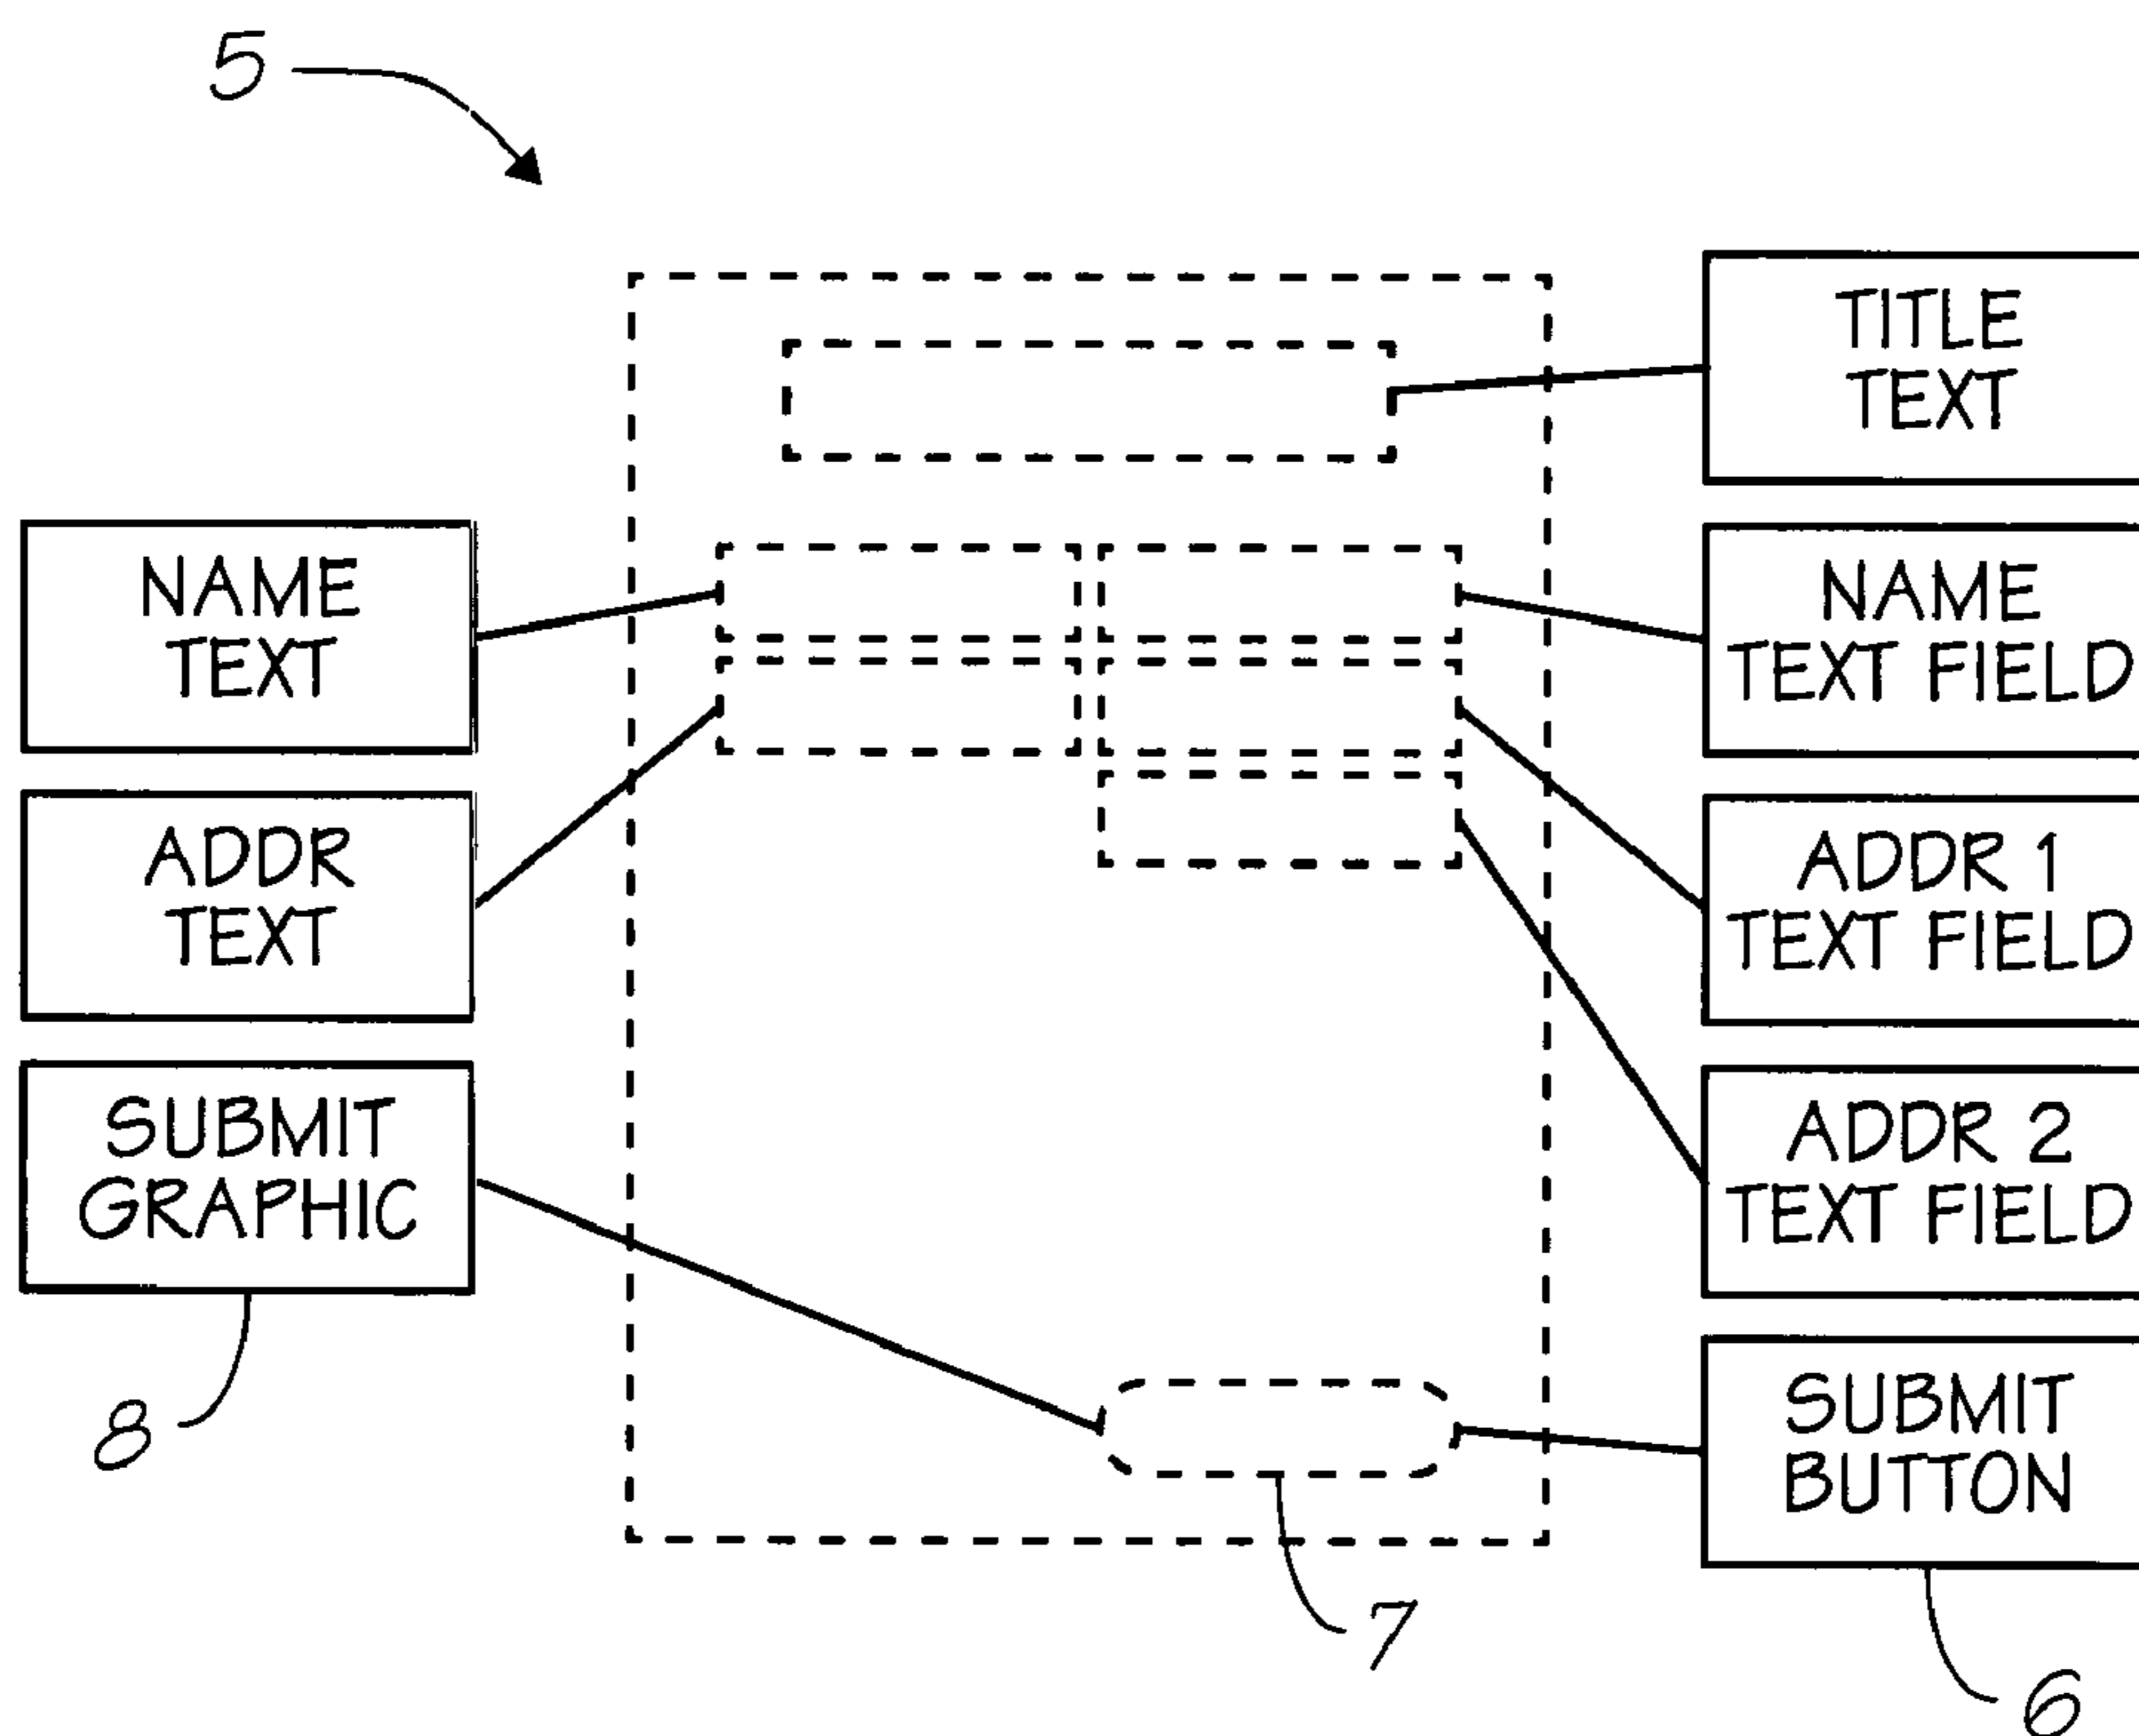 5
TITLE
TEXT
NAME
TEXT
NAME
TEXT FIELD
ADDR
TEXT
ADDR 1
TEXT FIELD
SUBMIT
GRAPHIC
ADDR 2
TEXT FIELD
SUBMIT
BUTTON
8
7
6